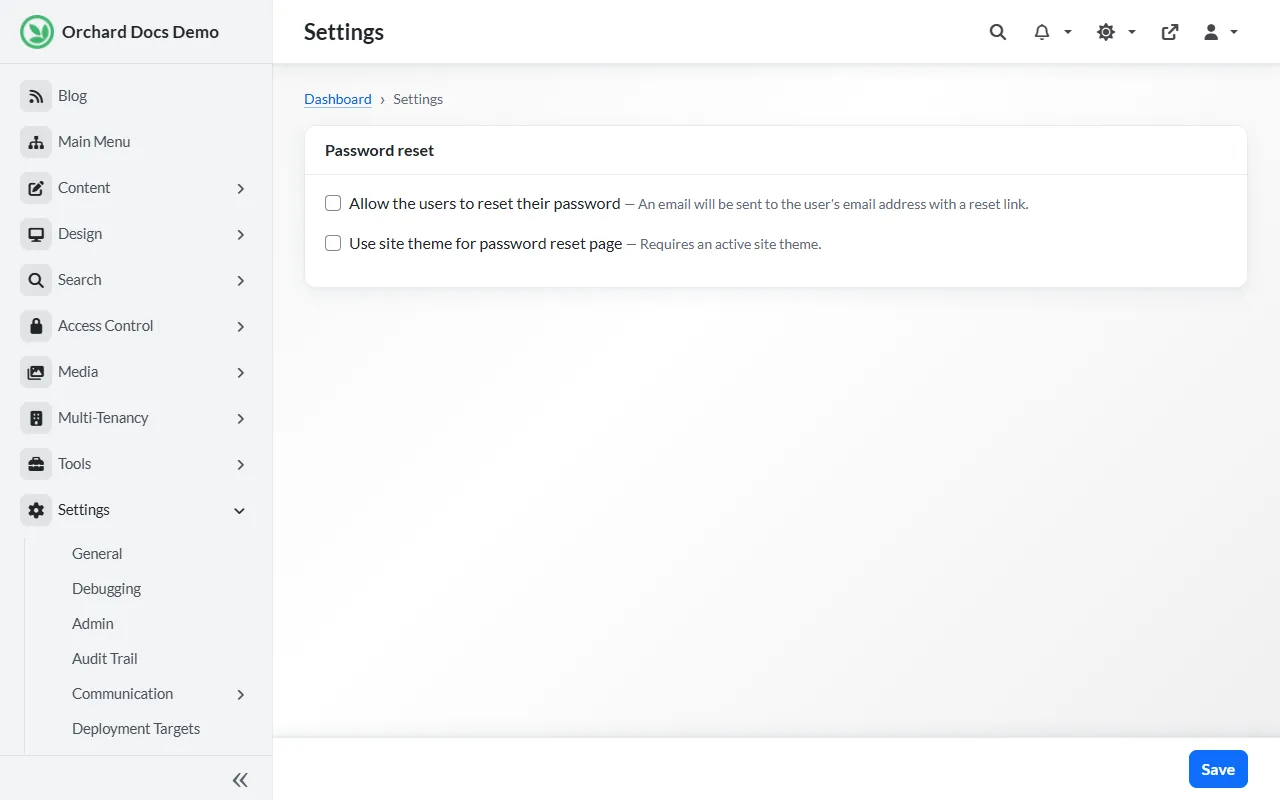 Orchard Docs Demo
Settings
Blog
Main Menu
Content
Design
Search
Access Control
Media
Multi-Tenancy
Tools
Settings
General
Debugging
Admin
Audit Trail
Communication
Deployment Targets
Dashboard › Settings
Password reset
Allow the users to reset their password — An email will be sent to the user's email address with a reset link.
Use site theme for password reset page — Requires an active site theme.
Save